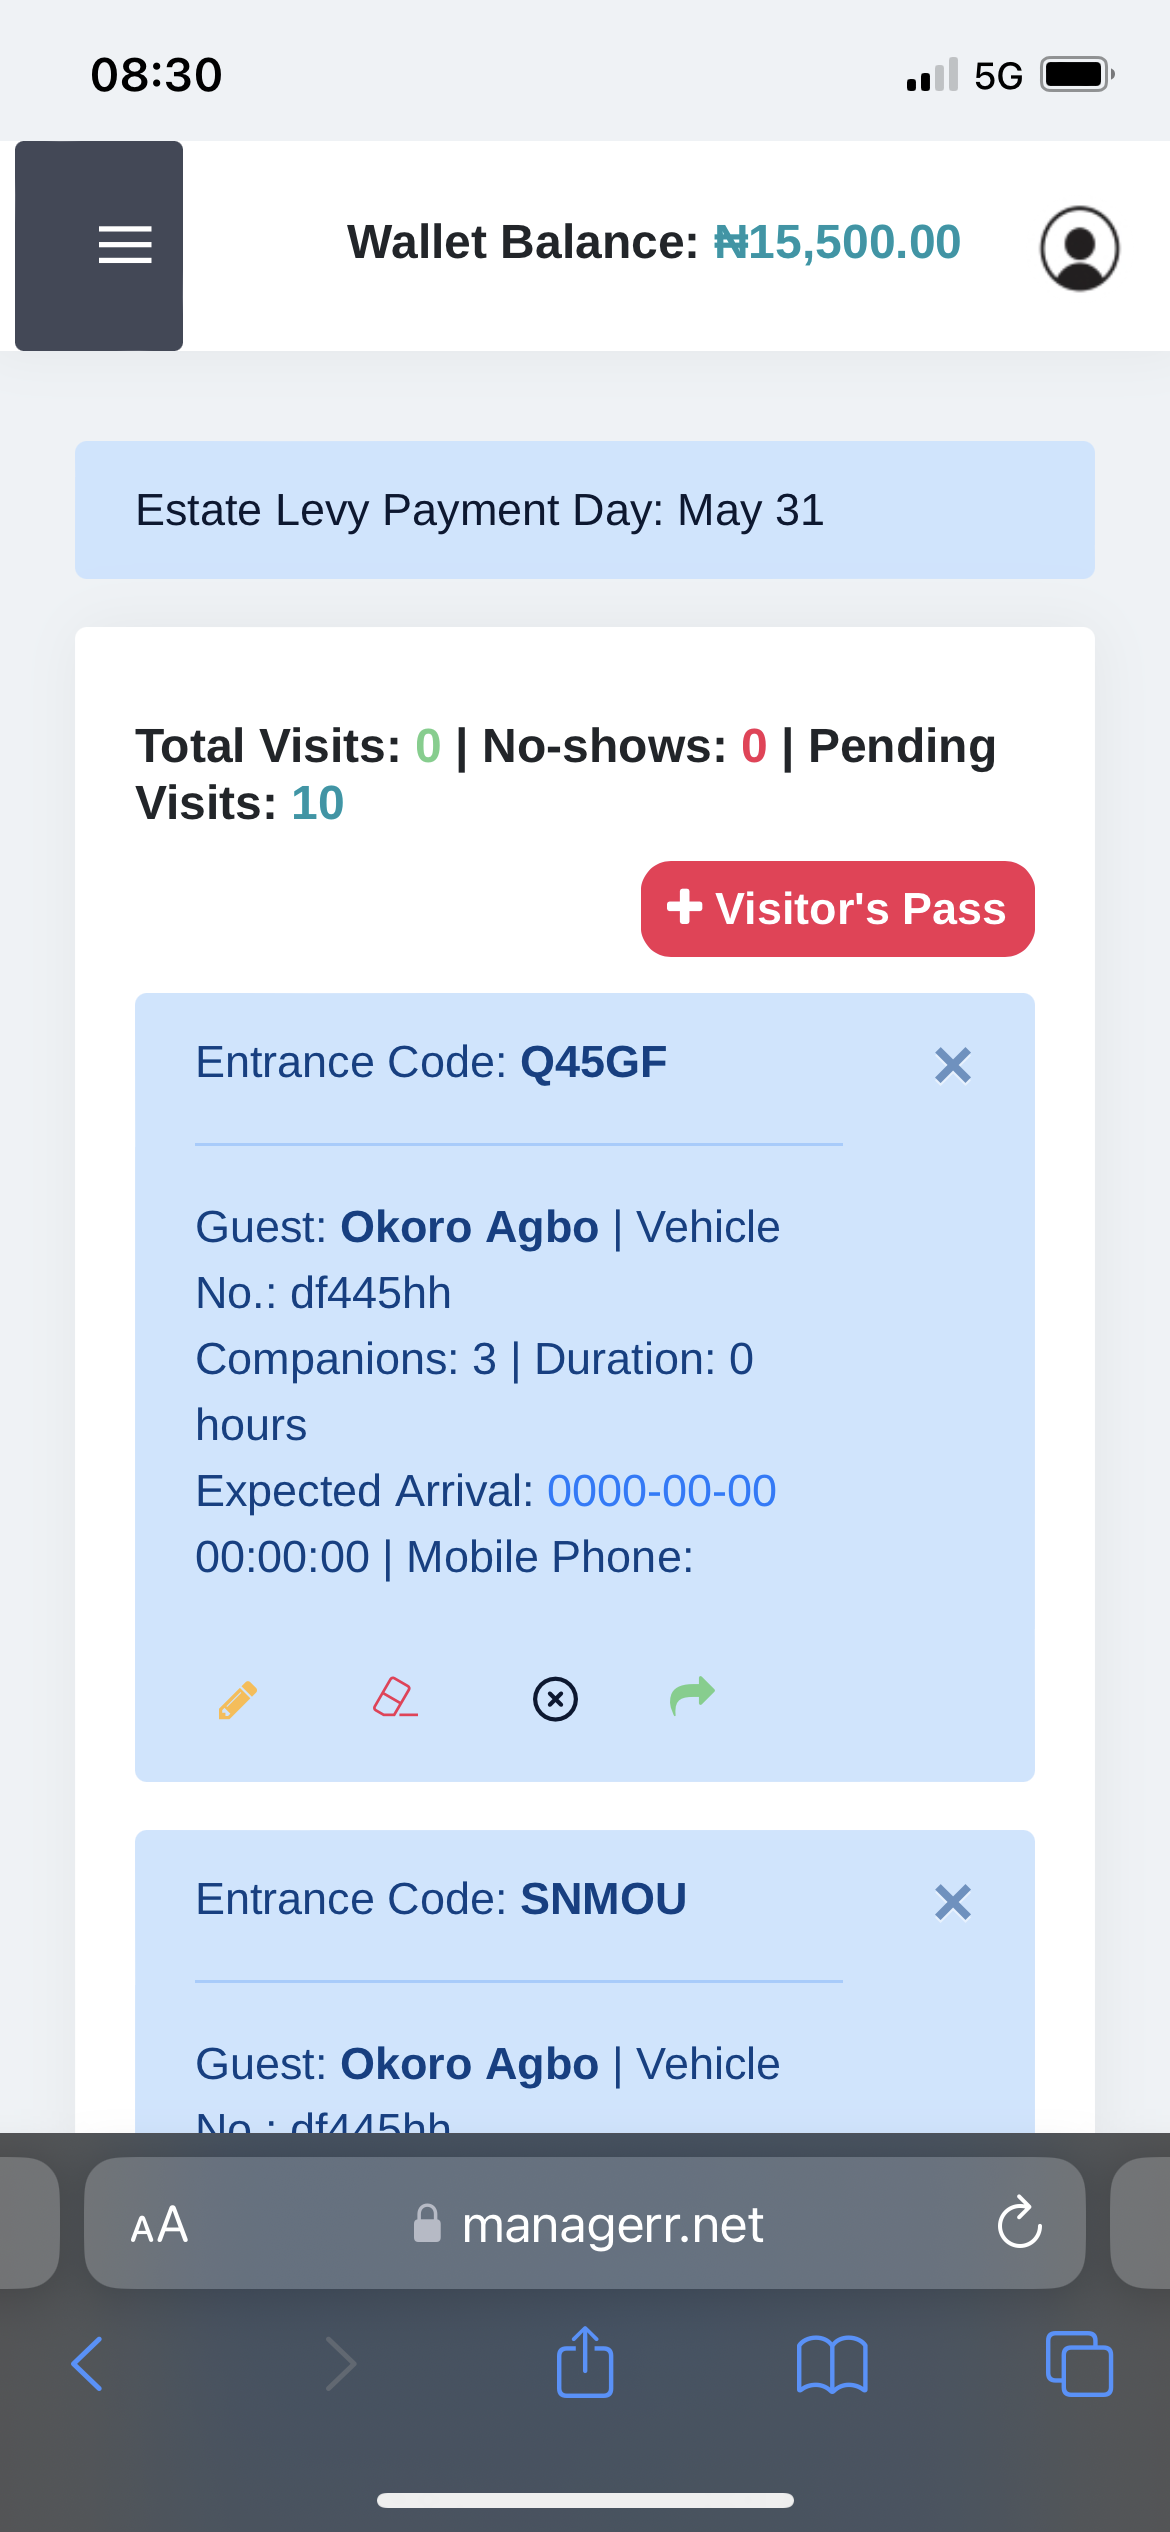 08:30
5G
Wallet Balance: ₦15,500.00
Estate Levy Payment Day: May 31
Total Visits: 0 | No-shows: 0 | Pending
Visits: 10
Visitor's Pass
Entrance Code: Q45GF
Guest: Okoro Agbo | Vehicle
No.: df445hh
Companions: 3 | Duration: 0
hours
Expected Arrival: 0000-00-00
00:00:00 | Mobile Phone:
Entrance Code: SNMOU
Guest: Okoro Agbo | Vehicle
No.: df445hh
AA
managerr.net